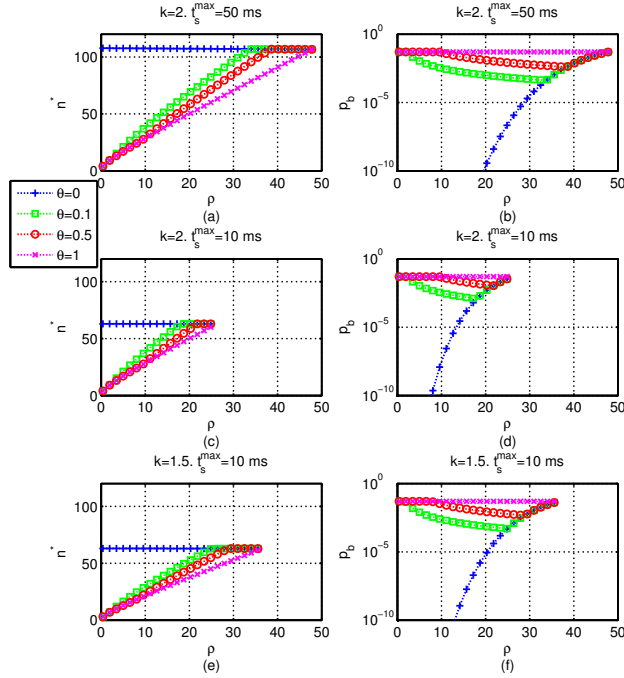 k=2. t_s^max=50 ms
k=2. t_s^max=50 ms
100
50
0
n*
0 10 20 30 40 50
ρ
(a)
10^0
10^−5
10^−10
p_b
0 10 20 30 40 50
ρ
(b)
θ=0
θ=0.1
θ=0.5
θ=1
k=2. t_s^max=10 ms
k=2. t_s^max=10 ms
100
50
0
n*
0 10 20 30 40 50
ρ
(c)
10^0
10^−5
10^−10
p_b
0 10 20 30 40 50
ρ
(d)
k=1.5. t_s^max=10 ms
k=1.5. t_s^max=10 ms
100
50
0
n*
0 10 20 30 40 50
ρ
(e)
10^0
10^−5
10^−10
p_b
0 10 20 30 40 50
ρ
(f)